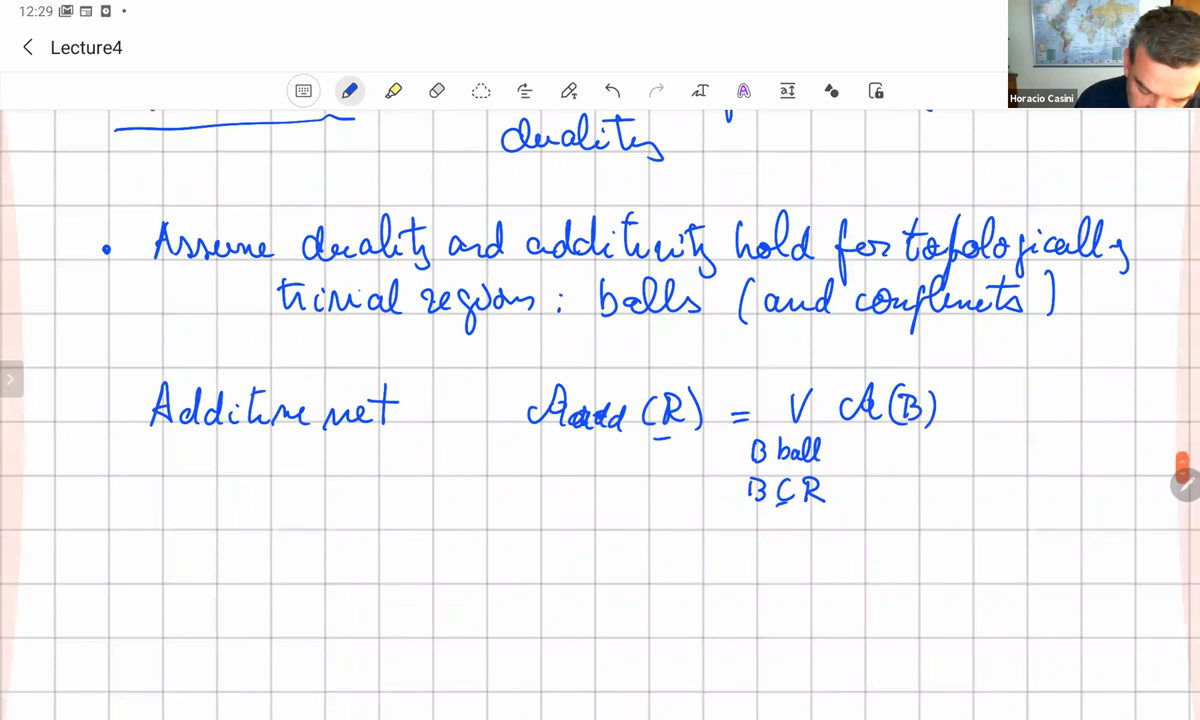 12:29
Lecture4
Horacio Casini
duality
• Assume duality and additivity hold for topologically
trivial regions : balls (and complements)
Additive net 𝒜add (R) = ∨ 𝒜(B)
B ball
B ⊆ R